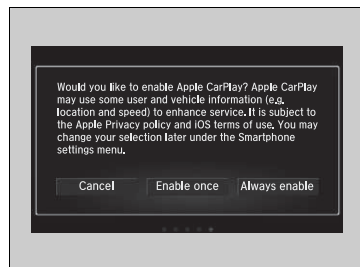 Would you like to enable Apple CarPlay? Apple CarPlay
may use some user and vehicle information (e.g.
location and speed) to enhance service. It is subject to
the Apple Privacy policy and iOS terms of use. You may
change your selection later under the Smartphone
settings menu.
Cancel Enable once Always enable